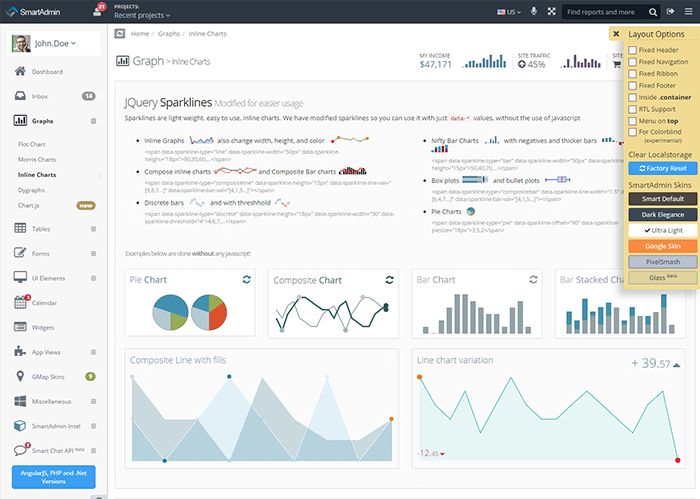 SmartAdmin
21
PROJECTS:
Recent projects
US
Find reports and more
John.Doe
Dashboard
Inbox 14
Graphs
Flot Chart
Morris Charts
Inline Charts
Dygraphs
Chart.js new
Tables
Forms
UI Elements
Calendar
3
Widgets
App Views
GMap Skins 9
Miscellaneous
SmartAdmin Intel
Smart Chat API beta
AngularJS, PHP and .Net
Versions
Home / Graphs / Inline Charts
Graph > Inline Charts
MY INCOME
$47,171
SITE TRAFFIC
45%
SITE
JQuery Sparklines Modified for easier usage
Sparklines are light weight, easy to use, inline charts. We have modified sparklines so you can use it with just data-* values, without the use of javascript
Inline Graphs also change width, height, and color
<span data-sparkline-type="line" data-sparkline-width="50px" data-sparkline-
height="18px">90,30,60,...</span>
Compose inline charts and Composite Bar charts
<span data-sparkline-type="compositeline" data-sparkline-height="15px" data-sparkline-line-val="
[9,8,7...]" data-sparkline-bar-val="[4,1,5...]"></span>
Discrete bars and with threshhold
<span data-sparkline-type="discrete" data-sparkline-height="18" data-sparkline-width="30" data-
sparkline-threshold="4">4,6,7...</span>
Nifty Bar Charts with negatives and thicker bars
<span data-sparkline-type="bar" data-sparkline-width="50px" data-sparkline-
height="15px">50,40,70,...</span>
Box plots and bullet plots
<span data-sparkline-type="compositebar" data-sparkline-line-val="1.5"
[6,4,7...]" data-sparkline-bar-val="[4,1,5...]"></span>
Pie Charts
<span data-sparkline-type="pie" data-sparkline-offset="90" data-sparkline-
piesize="18px">3,5,2</span>
Examples below are done without any javascript!
Pie Chart
Composite Chart
Bar Chart
Bar Stacked Chart
Composite Line with fills
Line chart variation
+ 39.57
-12.45
Layout Options
Fixed Header
Fixed Navigation
Fixed Ribbon
Fixed Footer
Inside .container
RTL Support
Menu on top
For Colorblind
(experimental)
Clear Localstorage
Factory Reset
SmartAdmin Skins
Smart Default
Dark Elegance
Ultra Light
Google Skin
PixelSmash
Glass beta